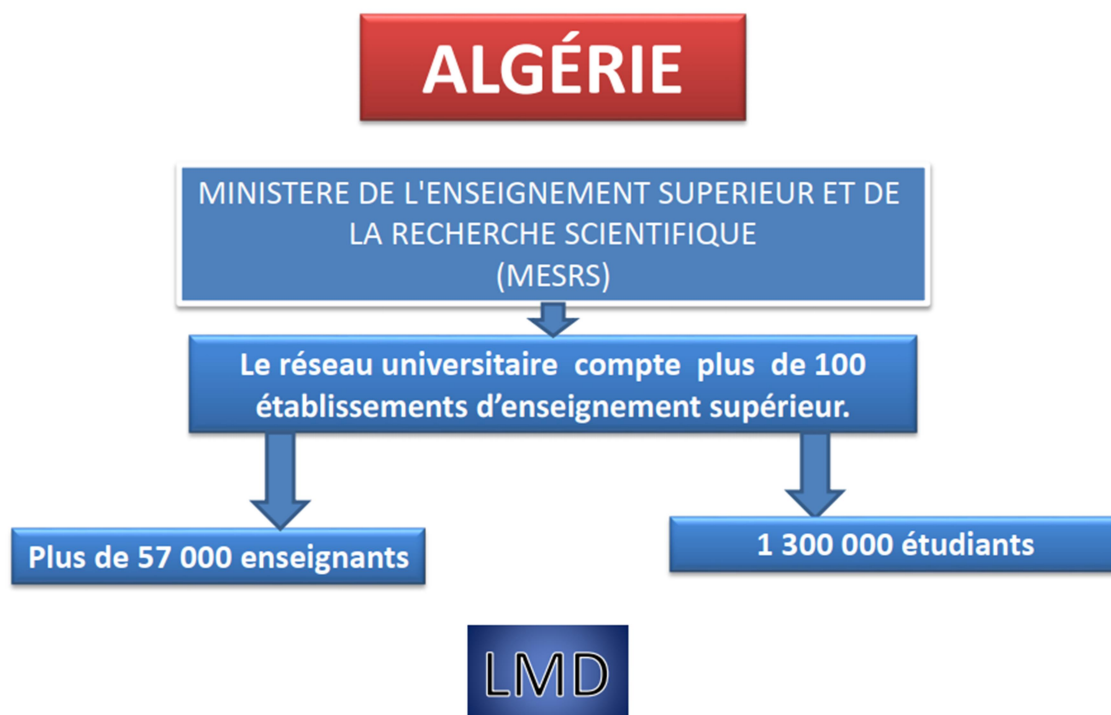 ALGÉRIE
MINISTERE DE L'ENSEIGNEMENT SUPERIEUR ET DE
LA RECHERCHE SCIENTIFIQUE
(MESRS)
Le réseau universitaire compte plus de 100
établissements d’enseignement supérieur.
Plus de 57 000 enseignants
1 300 000 étudiants
LMD